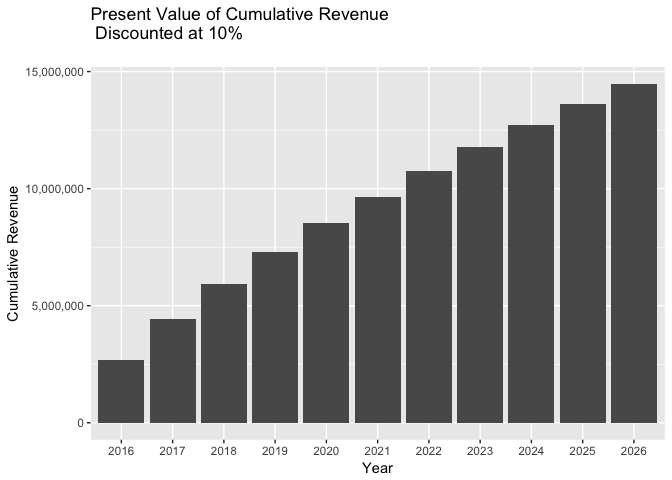 Present Value of Cumulative Revenue
Discounted at 10%
15,000,000
10,000,000
5,000,000
0
Cumulative Revenue
2016 2017 2018 2019 2020 2021 2022 2023 2024 2025 2026
Year